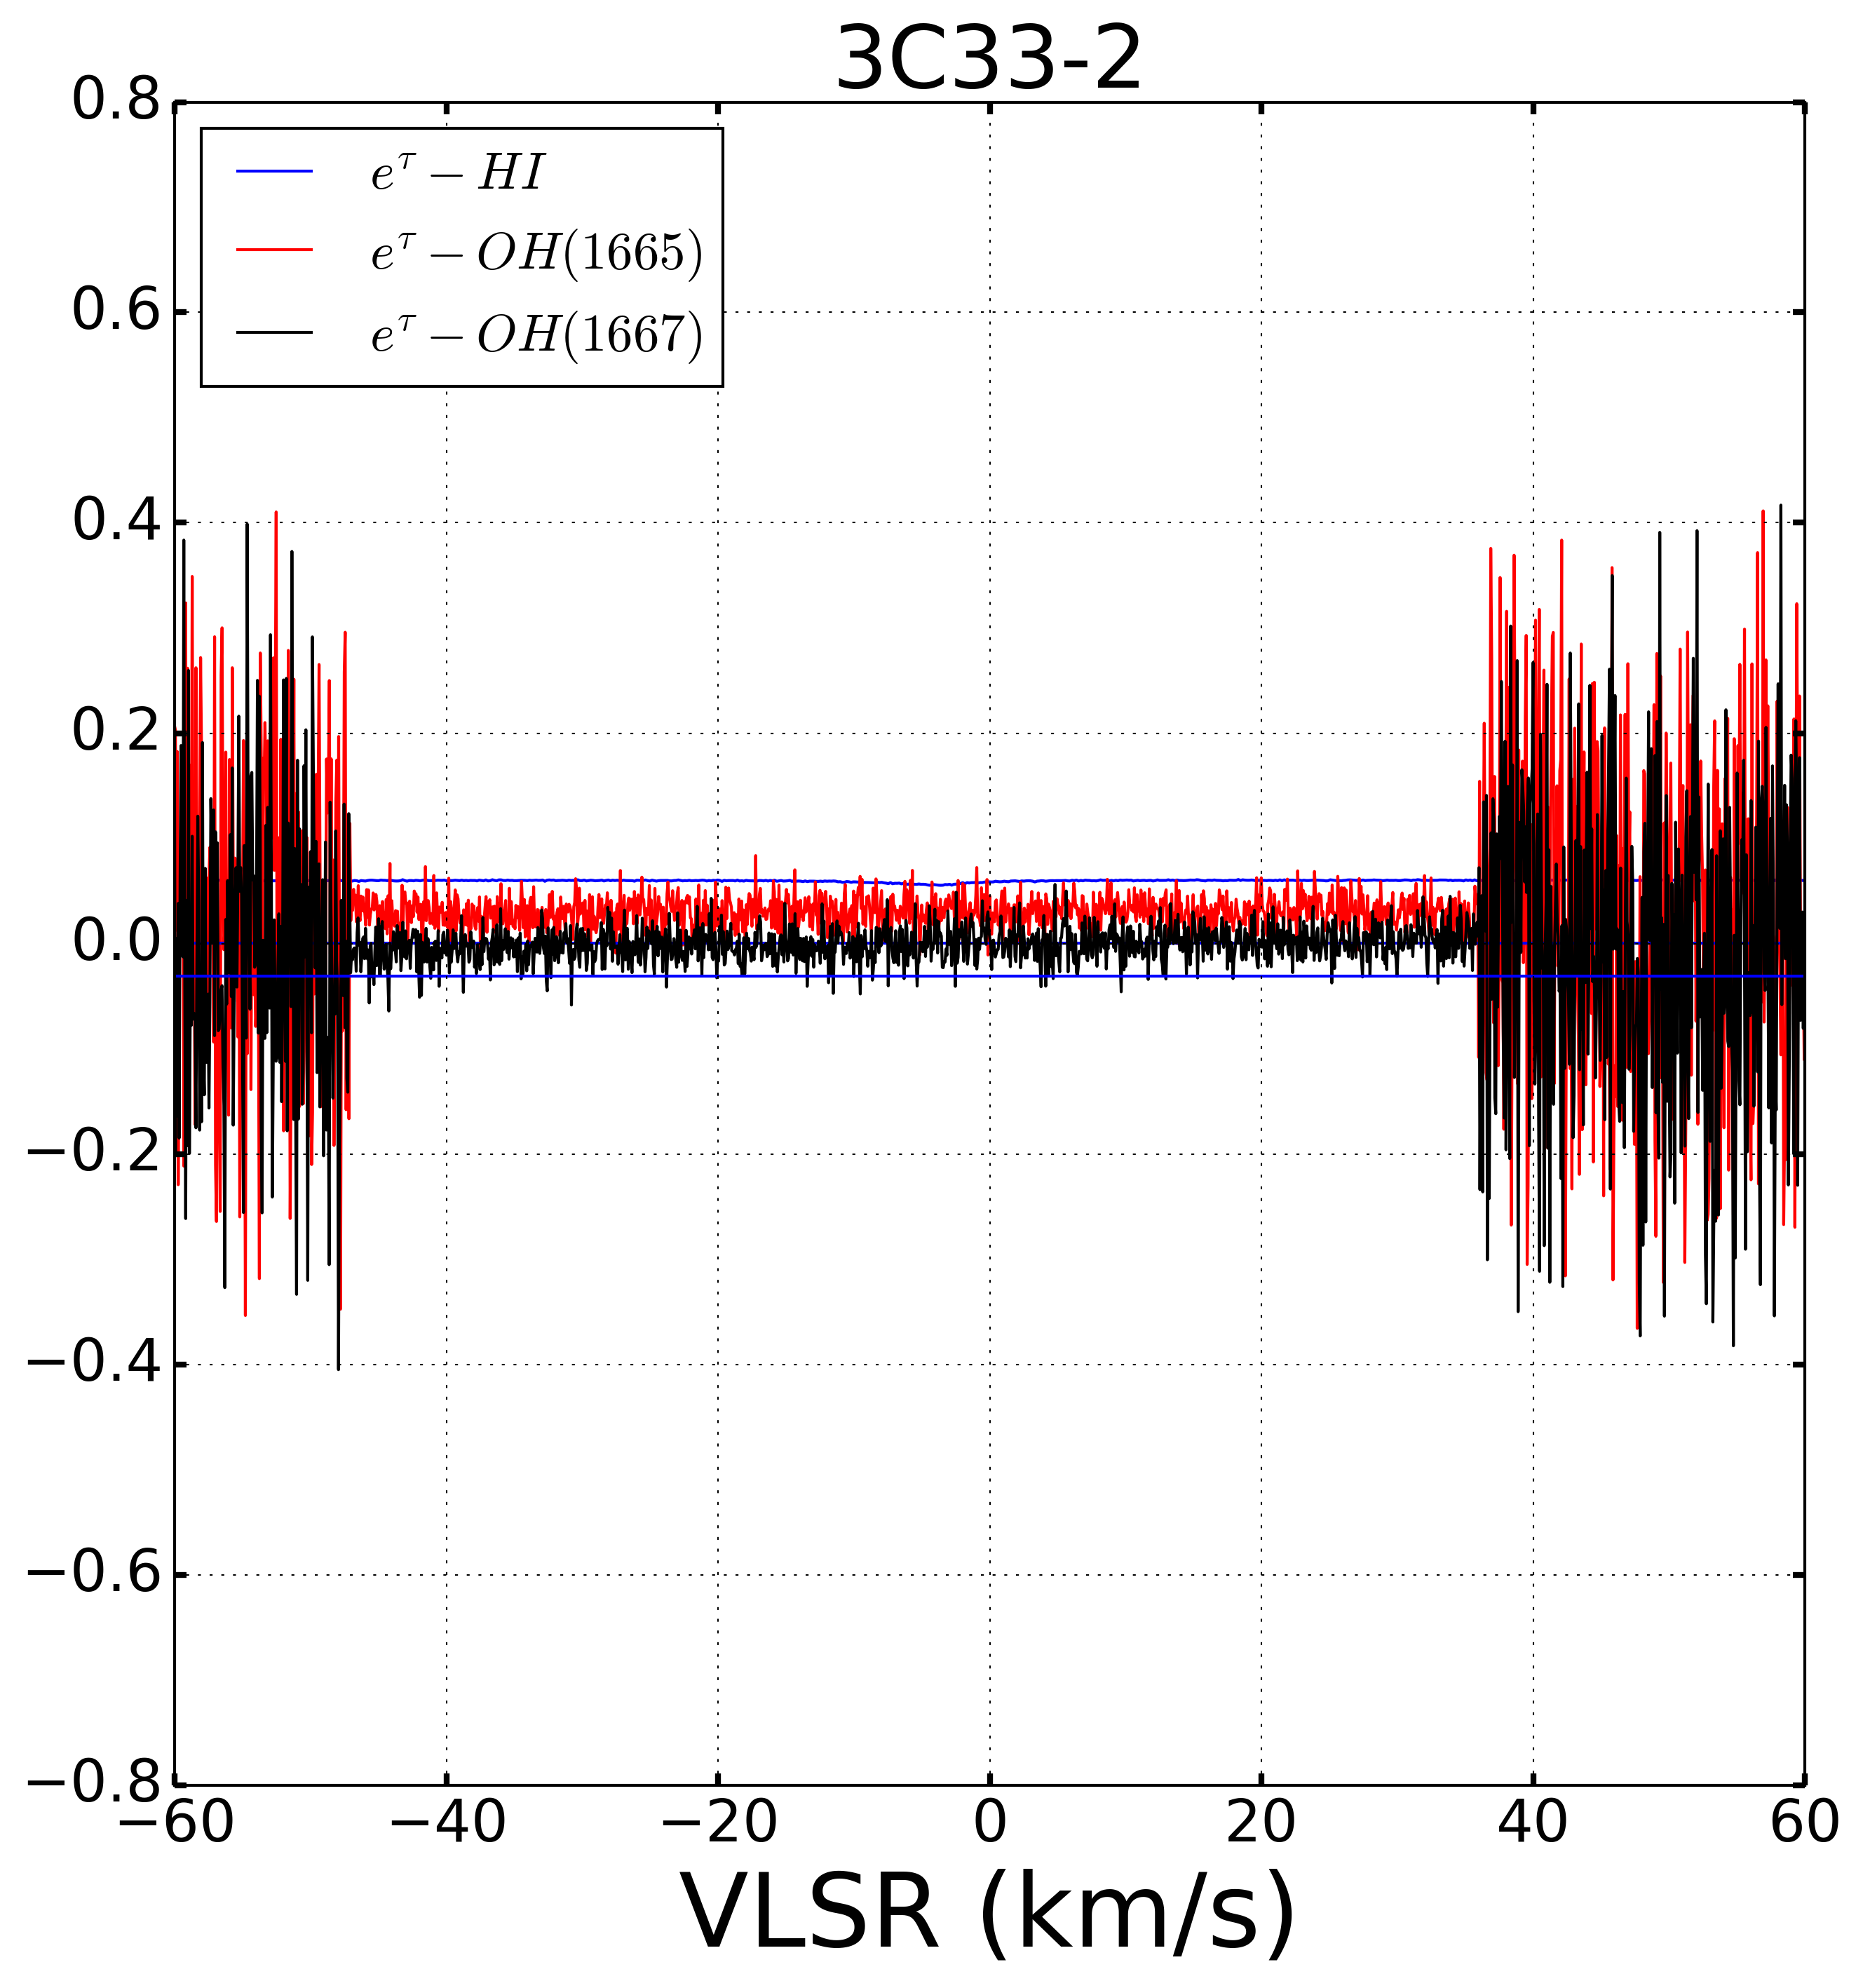 3C33-2
e^τ − HI
e^τ − OH(1665)
e^τ − OH(1667)
0.8
0.6
0.4
0.2
0.0
−0.2
−0.4
−0.6
−0.8
−60 −40 −20 0 20 40 60
VLSR (km/s)